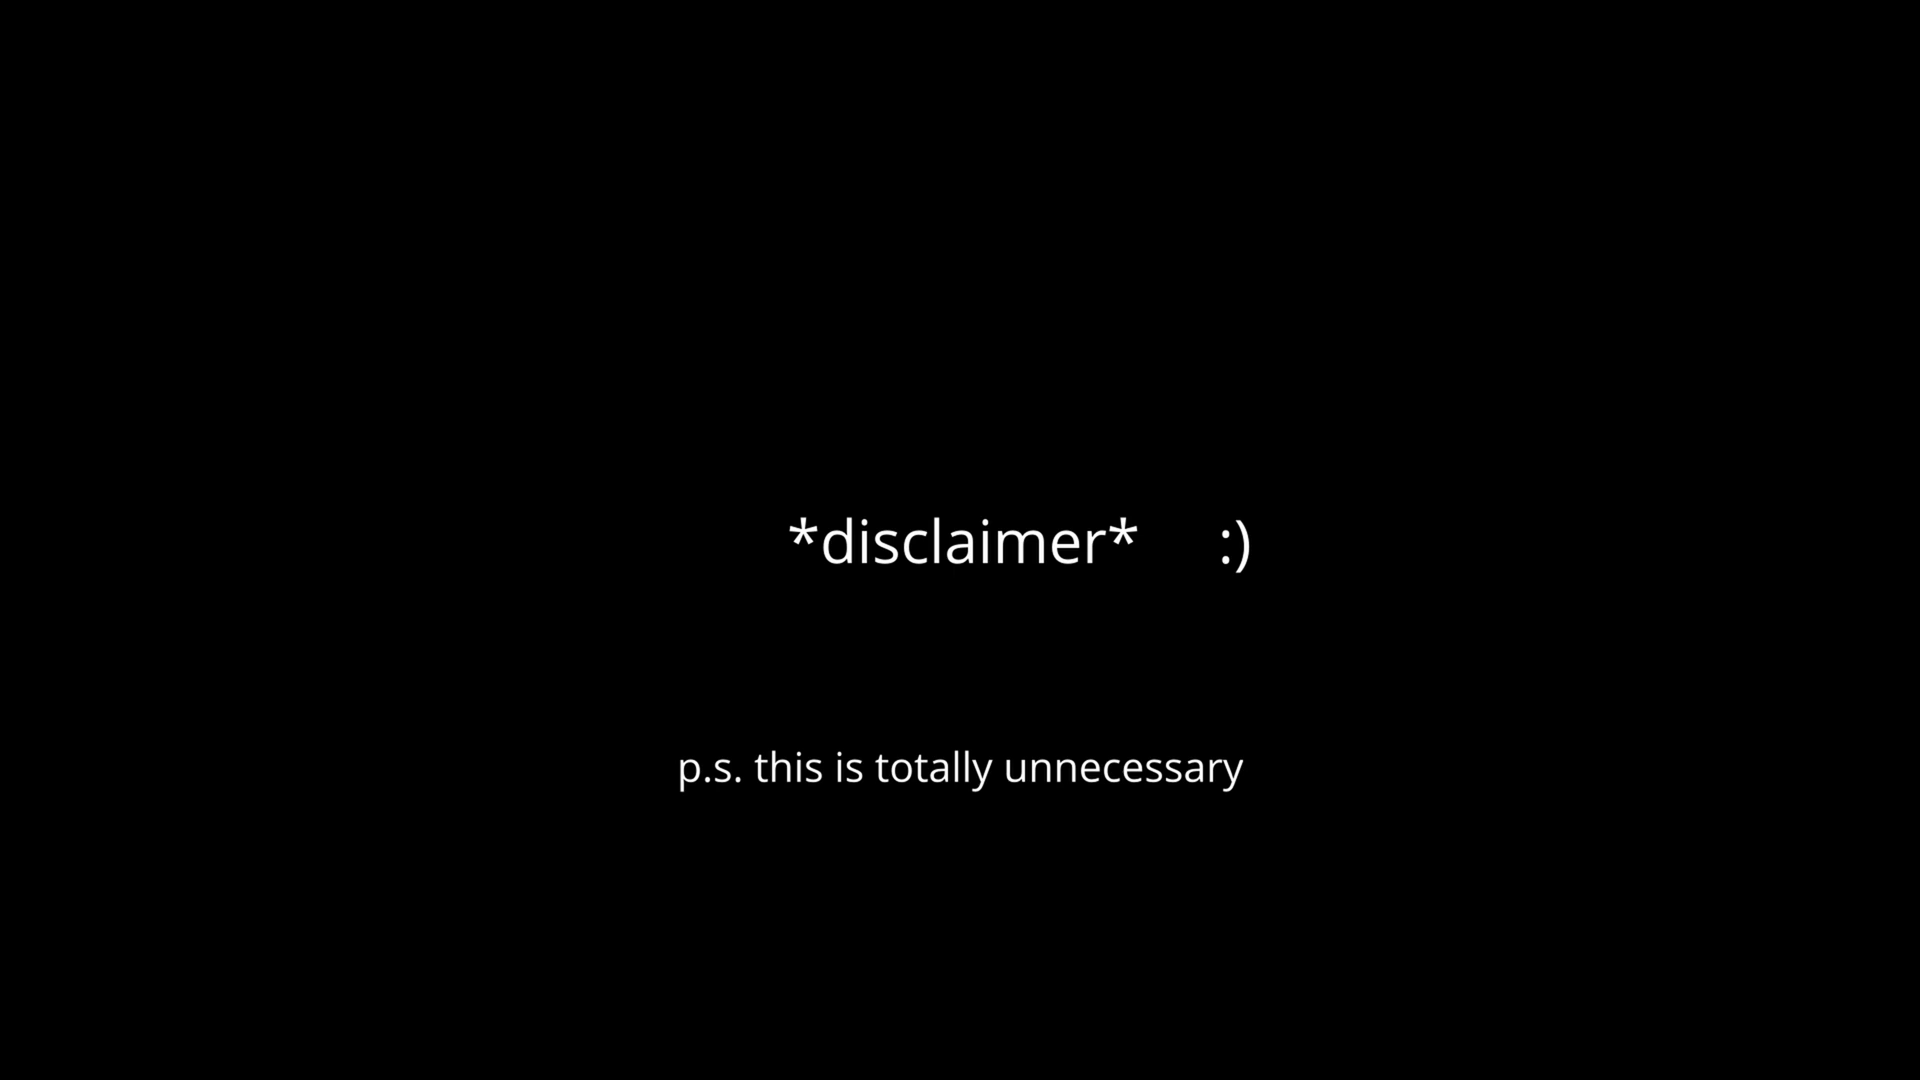 *disclaimer* :)
p.s. this is totally unnecessary